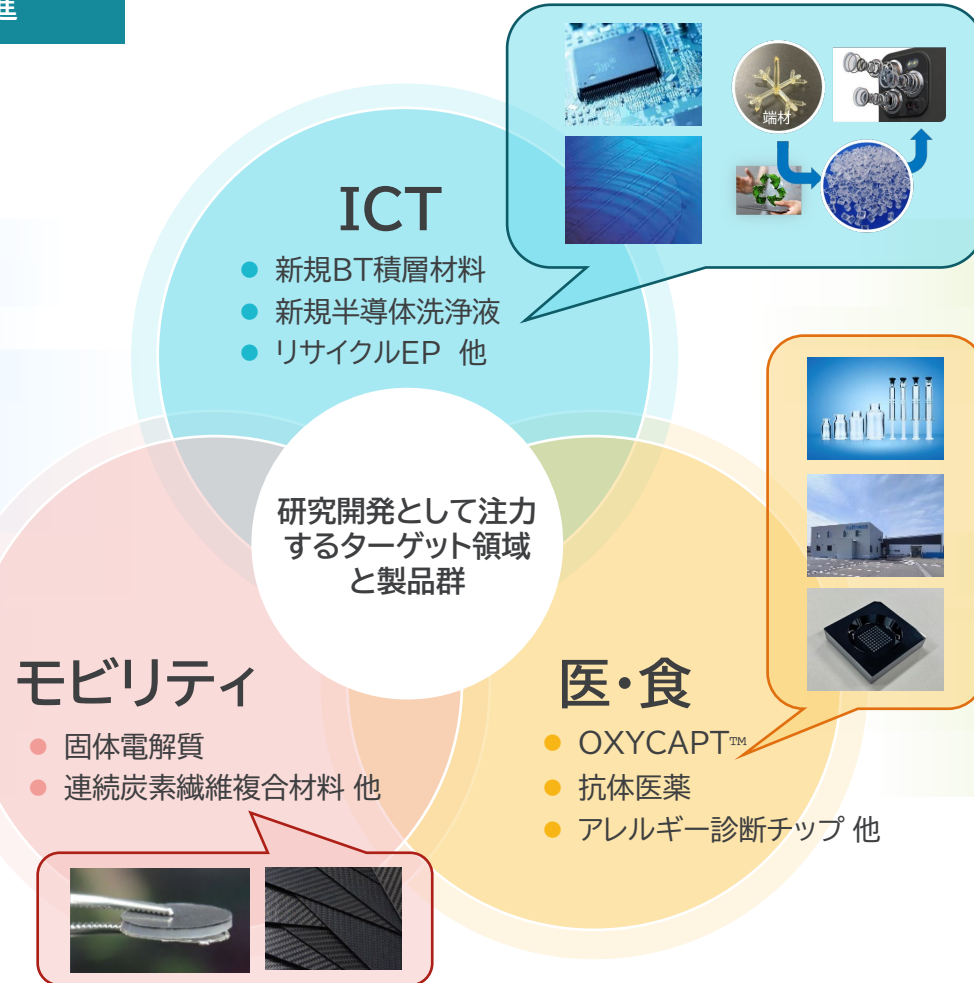 進
端材
ICT
● 新規BT積層材料
● 新規半導体洗浄液
● リサイクルEP 他
研究開発として注力
するターゲット領域
と製品群
モビリティ
● 固体電解質
● 連続炭素繊維複合材料 他
医・食
● OXYCAPT™
● 抗体医薬
● アレルギー診断チップ 他